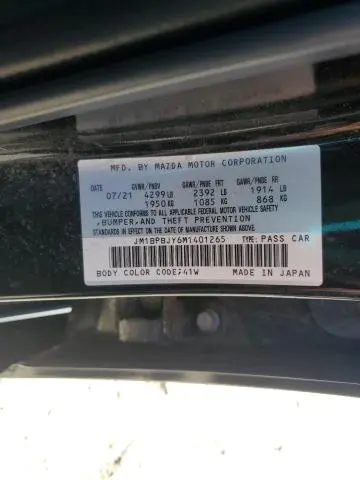 MFD. BY MAZDA MOTOR CORPORATION
DATE GVWR/PNBV GAWR/PNBE FRT GAWR/PNBE RR
07/21 4299 LB 2392 LB 1914 LB
1950 KG 1085 KG 868 KG
THIS VEHICLE CONFORMS TO ALL APPLICABLE FEDERAL MOTOR VEHICLE SAFETY
,BUMPER,AND THEFT PREVENTION
STANDARDS IN EFFECT ON THE DATE OF MANUFACTURE SHOWN ABOVE.
JM1BPBJY6M1401265 TYPE: PASS CAR
BODY COLOR CODE;41W MADE IN JAPAN